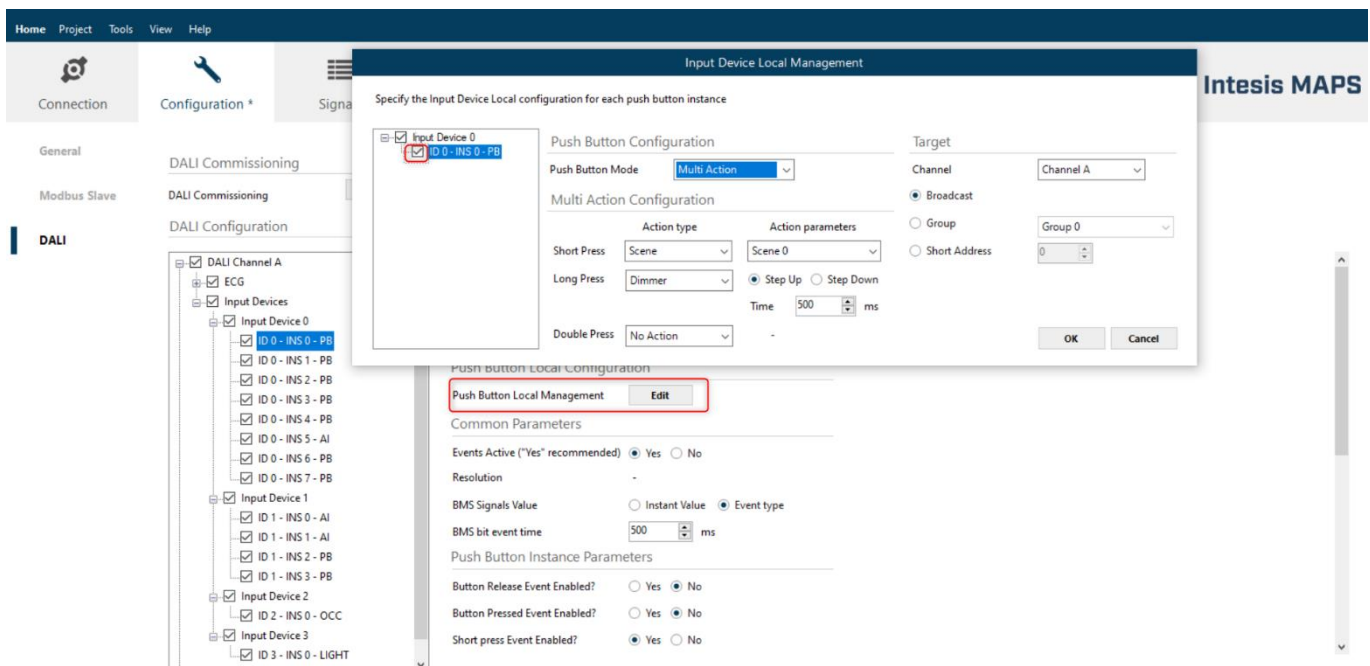 Home Project Tools View Help
Connection
Configuration *
Signa
Intesis MAPS
General
Modbus Slave
DALI
DALI Commissioning
DALI Commissioning
DALI Configuration
DALI Channel A
ECG
Input Devices
Input Device 0
ID 0 - INS 0 - PB
ID 0 - INS 1 - PB
ID 0 - INS 2 - PB
ID 0 - INS 3 - PB
ID 0 - INS 4 - PB
ID 0 - INS 5 - AI
ID 0 - INS 6 - PB
ID 0 - INS 7 - PB
Input Device 1
ID 1 - INS 0 - AI
ID 1 - INS 1 - AI
ID 1 - INS 2 - PB
ID 1 - INS 3 - PB
Input Device 2
ID 2 - INS 0 - OCC
Input Device 3
ID 3 - INS 0 - LIGHT
Input Device Local Management
Specify the Input Device Local configuration for each push button instance
Input Device 0
ID 0 - INS 0 - PB
Push Button Configuration
Push Button Mode Multi Action
Multi Action Configuration
Action type Action parameters
Short Press Scene Scene 0
Long Press Dimmer Step Up Step Down
Time 500 ms
Double Press No Action -
Target
Channel Channel A
Broadcast
Group Group 0
Short Address 0
OK Cancel
Push Button Local Configuration
Push Button Local Management Edit
Common Parameters
Events Active ("Yes" recommended) Yes No
Resolution -
BMS Signals Value Instant Value Event type
BMS bit event time 500 ms
Push Button Instance Parameters
Button Release Event Enabled? Yes No
Button Pressed Event Enabled? Yes No
Short press Event Enabled? Yes No